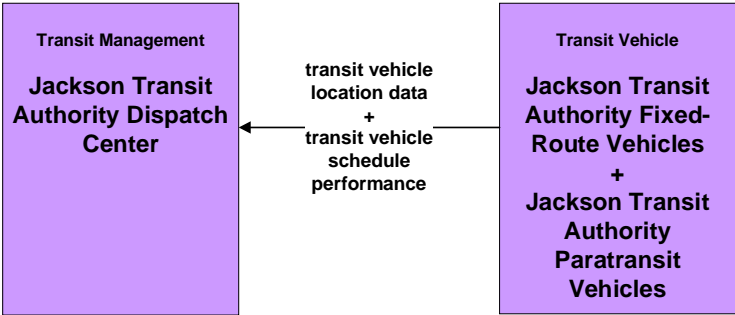 Transit Management
Jackson Transit
Authority Dispatch
Center
transit vehicle
location data
+
transit vehicle
schedule
performance
Transit Vehicle
Jackson Transit
Authority Fixed-
Route Vehicles
+
Jackson Transit
Authority
Paratransit
Vehicles